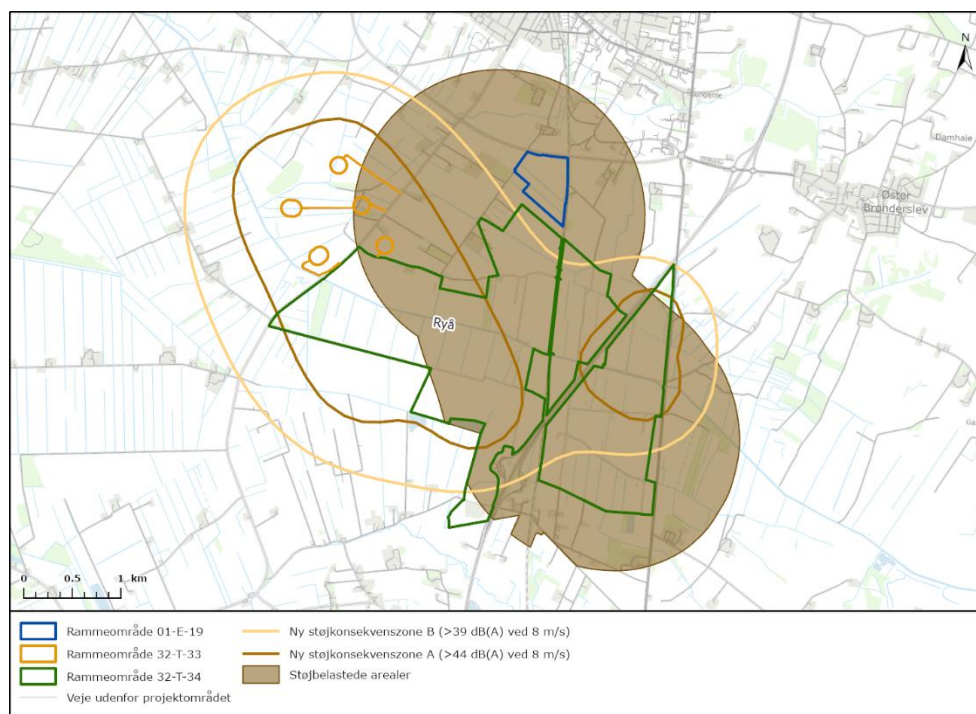 N
Damhale
Øster
Brønderslev
Ryå
0 0.5 1 km
Rammeområde 01-E-19
Rammeområde 32-T-33
Rammeområde 32-T-34
Veje udenfor projektområdet
Ny støjkonsekvenszone B (>39 dB(A) ved 8 m/s)
Ny støjkonsekvenszone A (>44 dB(A) ved 8 m/s)
Støjbelastede arealer